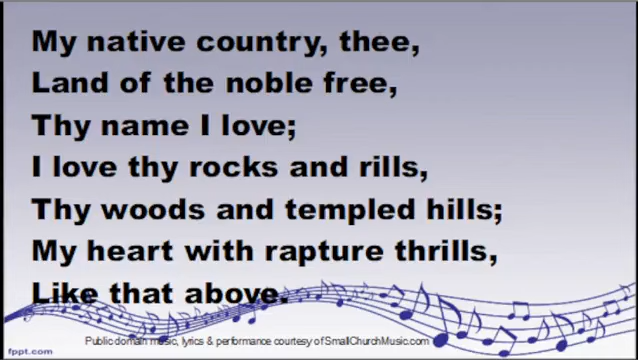 My native country, thee,
Land of the noble free,
Thy name I love;
I love thy rocks and rills,
Thy woods and templed hills;
My heart with rapture thrills,
Like that above.
Public domain music, lyrics & performance courtesy of SmallChurchMusic.com
fppt.com